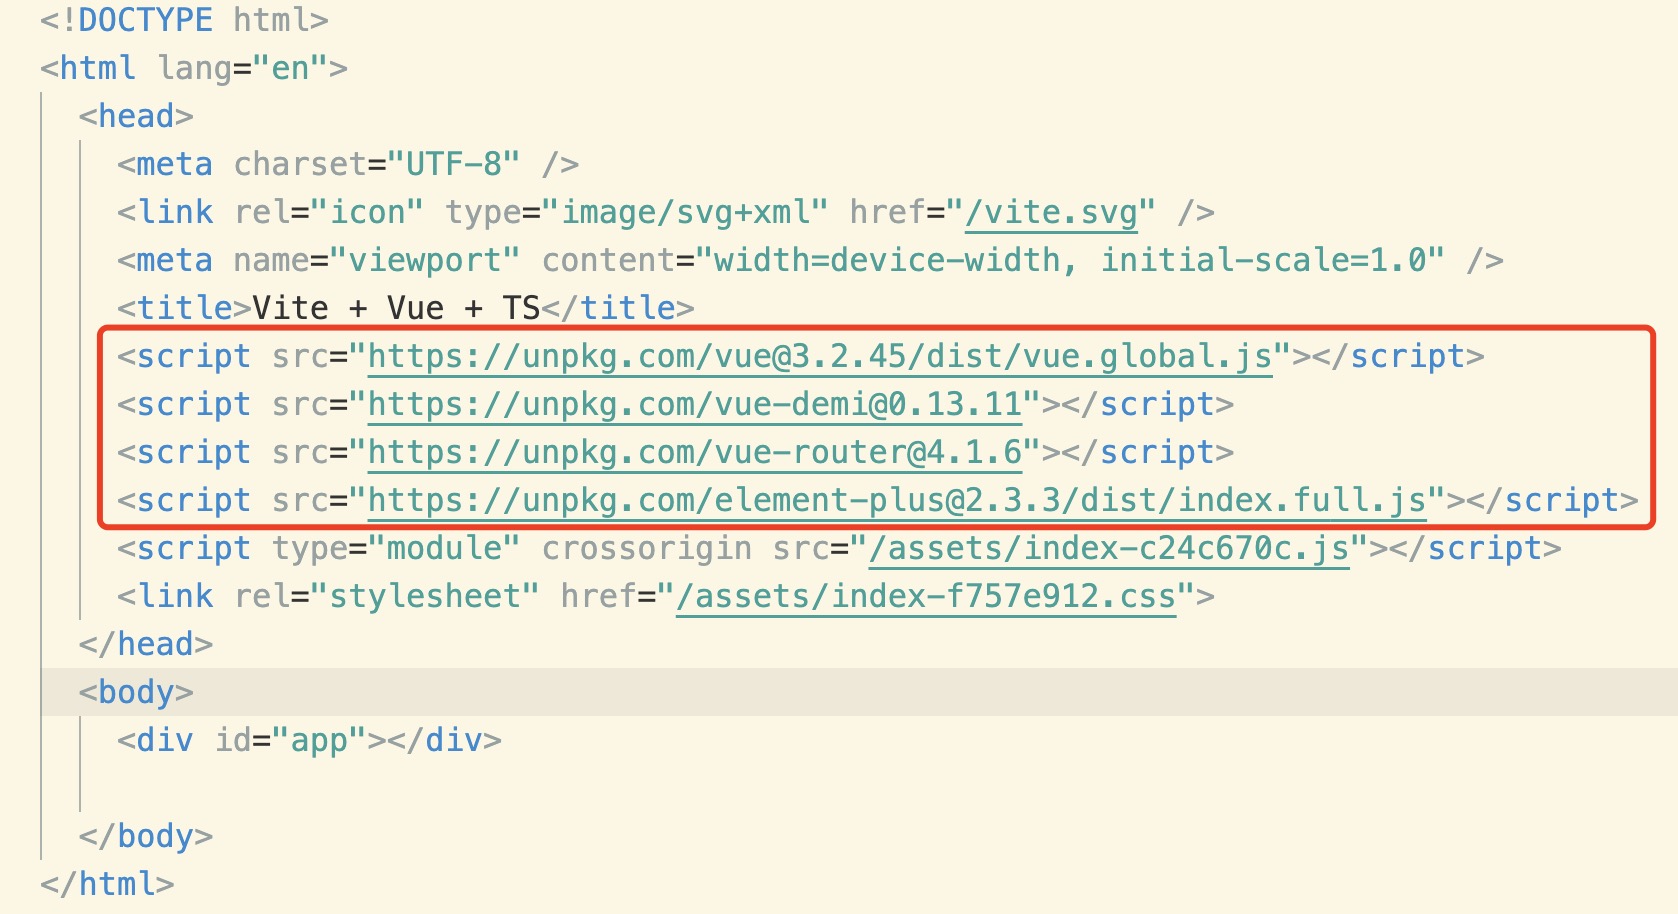 <!DOCTYPE html>
<html lang="en">
  <head>
    <meta charset="UTF-8" />
    <link rel="icon" type="image/svg+xml" href="/vite.svg" />
    <meta name="viewport" content="width=device-width, initial-scale=1.0" />
    <title>Vite + Vue + TS</title>
    <script src="https://unpkg.com/vue@3.2.45/dist/vue.global.js"></script>
    <script src="https://unpkg.com/vue-demi@0.13.11"></script>
    <script src="https://unpkg.com/vue-router@4.1.6"></script>
    <script src="https://unpkg.com/element-plus@2.3.3/dist/index.full.js"></script>
    <script type="module" crossorigin src="/assets/index-c24c670c.js"></script>
    <link rel="stylesheet" href="/assets/index-f757e912.css">
  </head>
  <body>
    <div id="app"></div>
  </body>
</html>